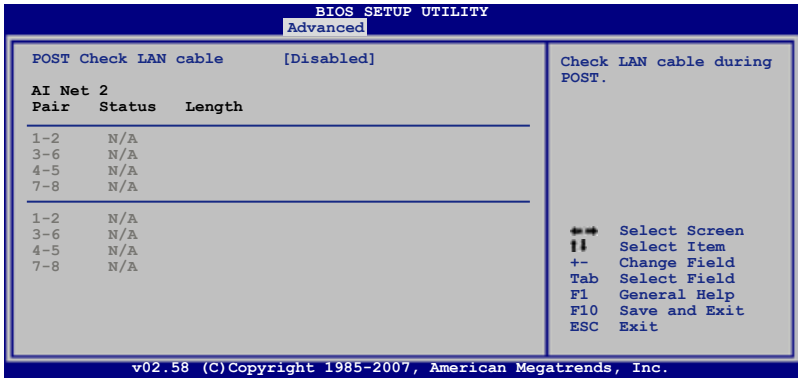 BIOS SETUP UTILITY
Advanced
POST Check LAN cable [Disabled]
AI Net 2
Pair Status Length
1-2 N/A
3-6 N/A
4-5 N/A
7-8 N/A
1-2 N/A
3-6 N/A
4-5 N/A
7-8 N/A
Check LAN cable during
POST.
Select Screen
Select Item
+- Change Field
Tab Select Field
F1 General Help
F10 Save and Exit
ESC Exit
v02.58 (C)Copyright 1985-2007, American Megatrends, Inc.